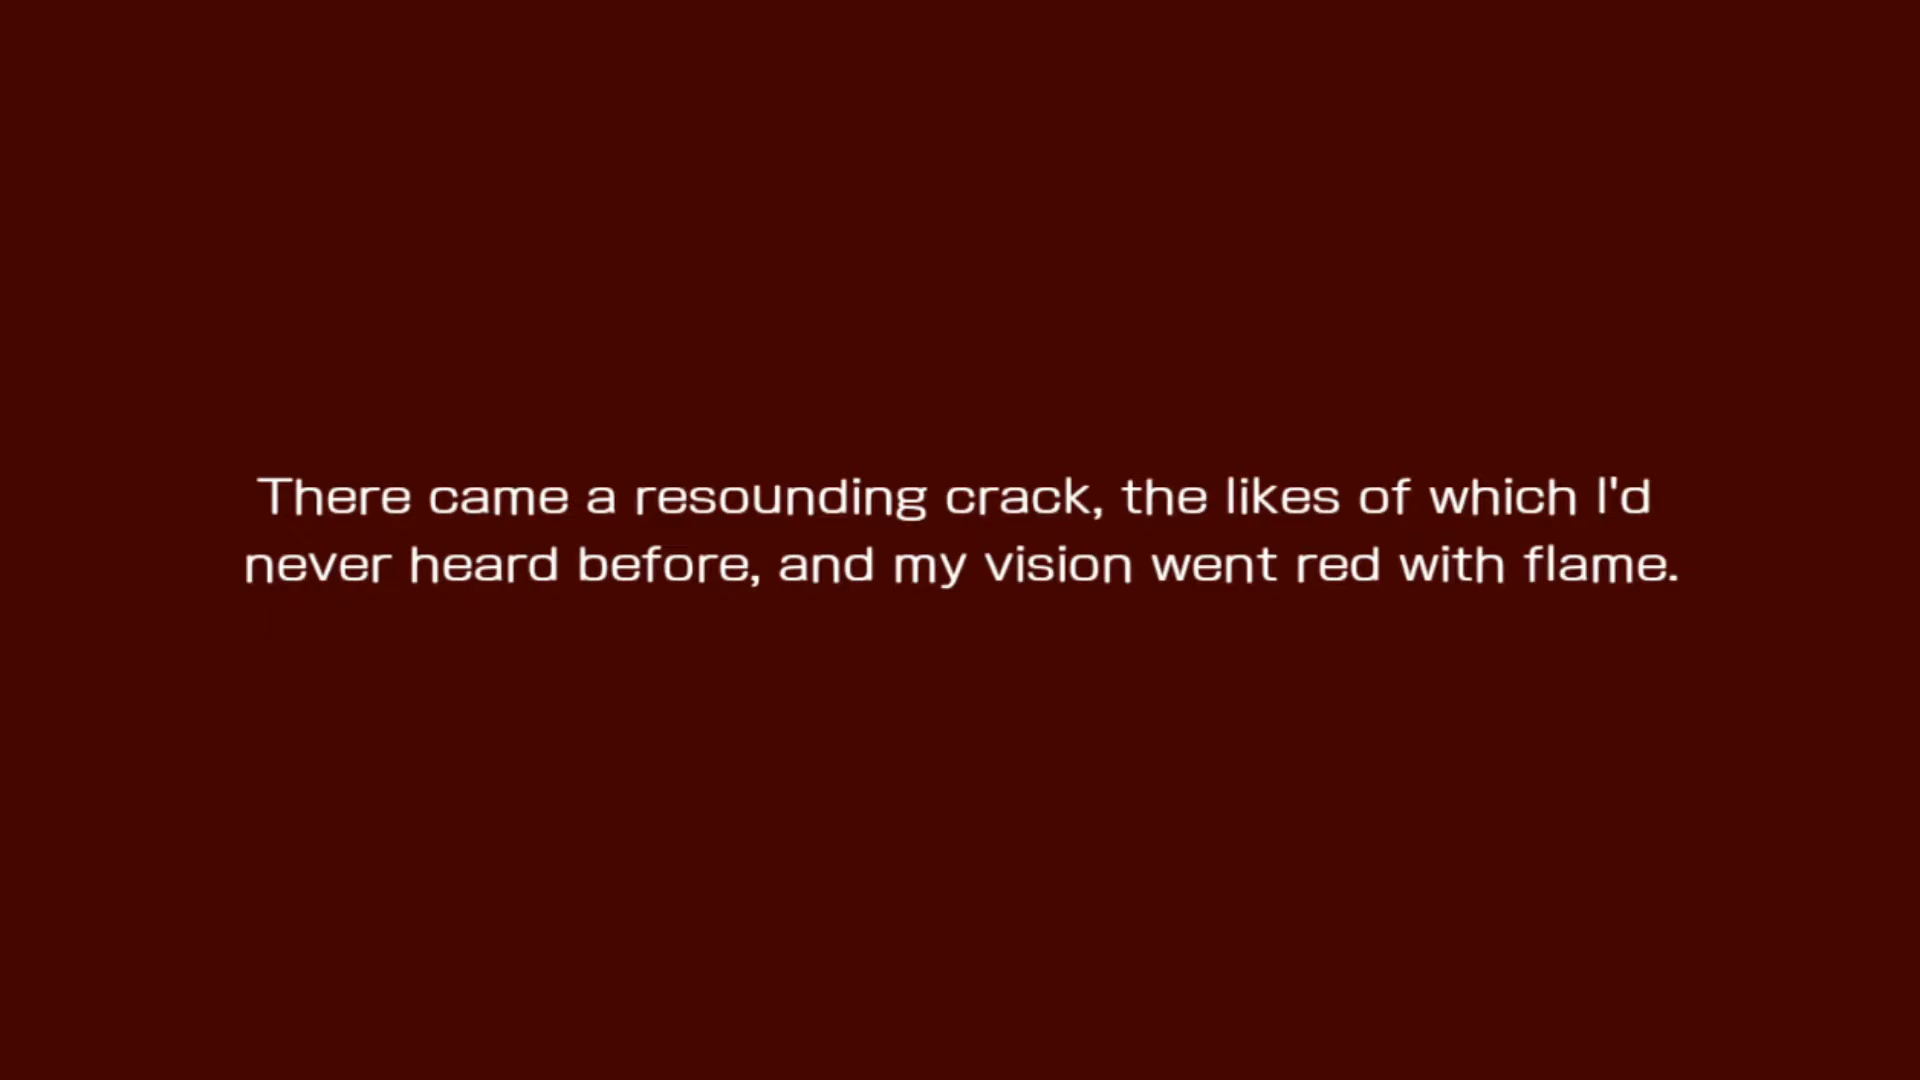 There came a resounding crack, the likes of which I'd
never heard before, and my vision went red with flame.